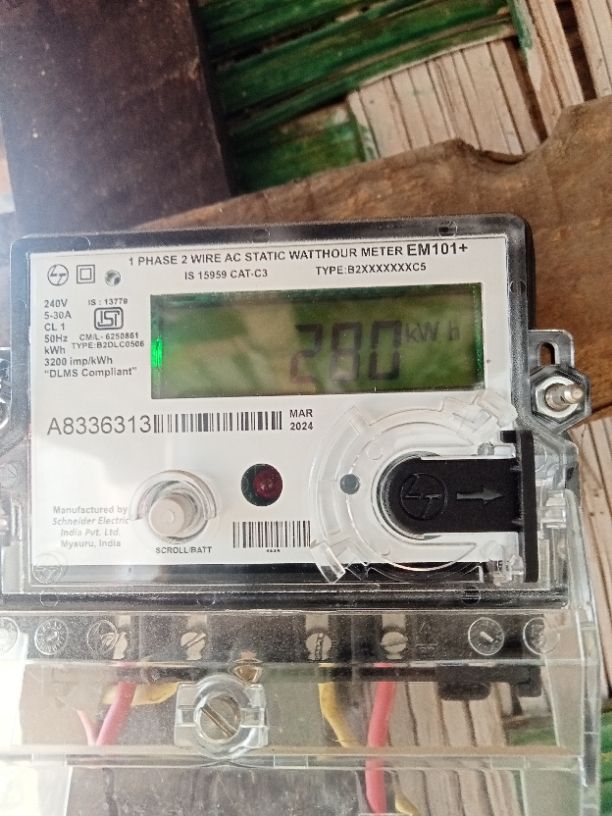 1 PHASE 2 WIRE AC STATIC WATTHOUR METER EM101+
IS 15959 CAT-C3 TYPE:B2XXXXXXXC5
240V IS : 13779
5-30A
CL 1
50Hz CM/L- 6250861
kWh TYPE:B2DLC0506
3200 imp/kWh
"DLMS Compliant"
280 kWh
A8336313
MAR
2024
Manufactured by
Schneider Electric
India Pvt. Ltd.
Mysuru, India
SCROLL/BATT